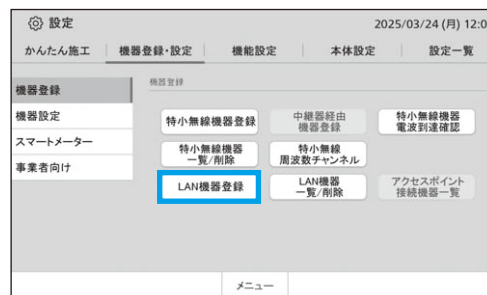 設定
2025/03/24 (月) 12:0
かんたん施工
機器登録・設定
機能設定
本体設定
設定一覧
機器登録
機器設定
スマートメーター
事業者向け
機器登録
特小無線機器登録
中継器経由
機器登録
特小無線機器
電波到達確認
特小無線機器
一覧/削除
特小無線
周波数チャンネル
LAN機器登録
LAN機器
一覧/削除
アクセスポイント
接続機器一覧
メニュー